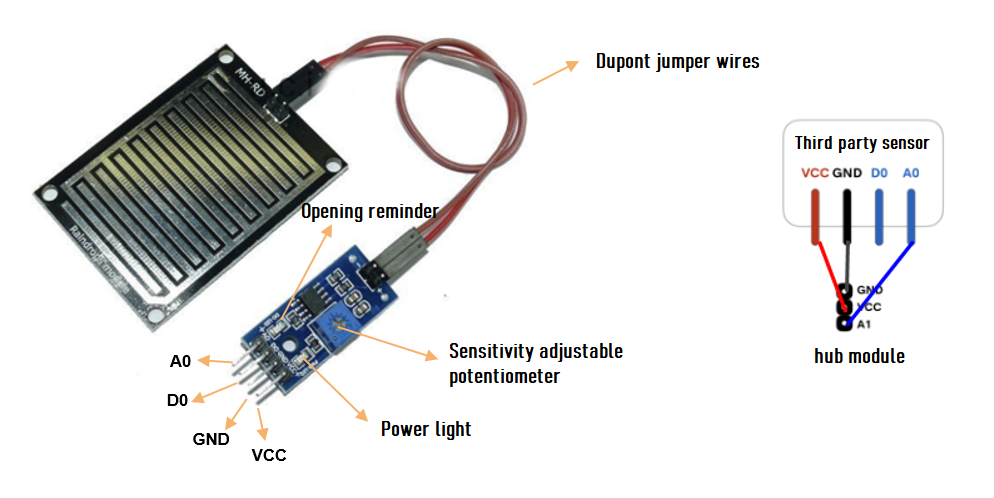 Dupont jumper wires
MH-RD
Raindrops module
Opening reminder
Sensitivity adjustable
potentiometer
Power light
A0
D0
GND
VCC
Third party sensor
VCC GND D0 A0
GND
VCC
A1
hub module